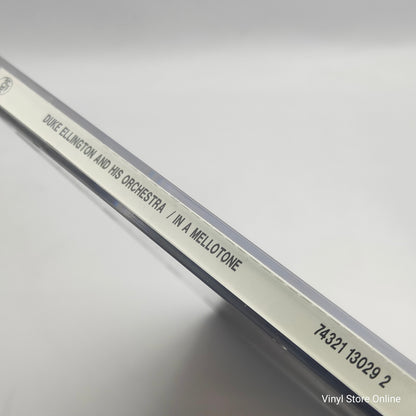 DUKE ELLINGTON AND HIS ORCHESTRA / IN A MELLOTONE
74321 13029 2
Vinyl Store Online